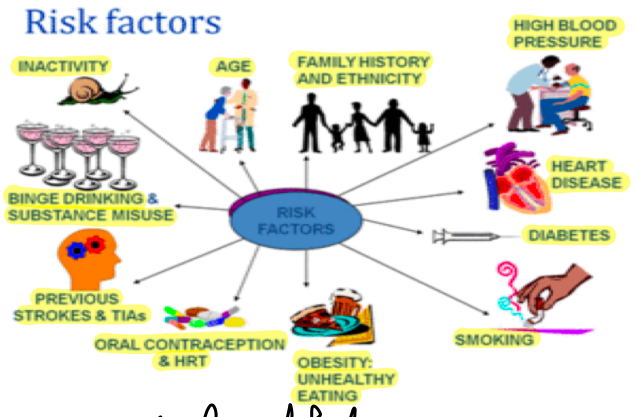 Risk factors
INACTIVITY
AGE
FAMILY HISTORY
AND ETHNICITY
HIGH BLOOD
PRESSURE
BINGE DRINKING &
SUBSTANCE MISUSE
RISK
FACTORS
HEART
DISEASE
DIABETES
PREVIOUS
STROKES & TIAs
ORAL CONTRACEPTION
& HRT
OBESITY:
UNHEALTHY
EATING
SMOKING